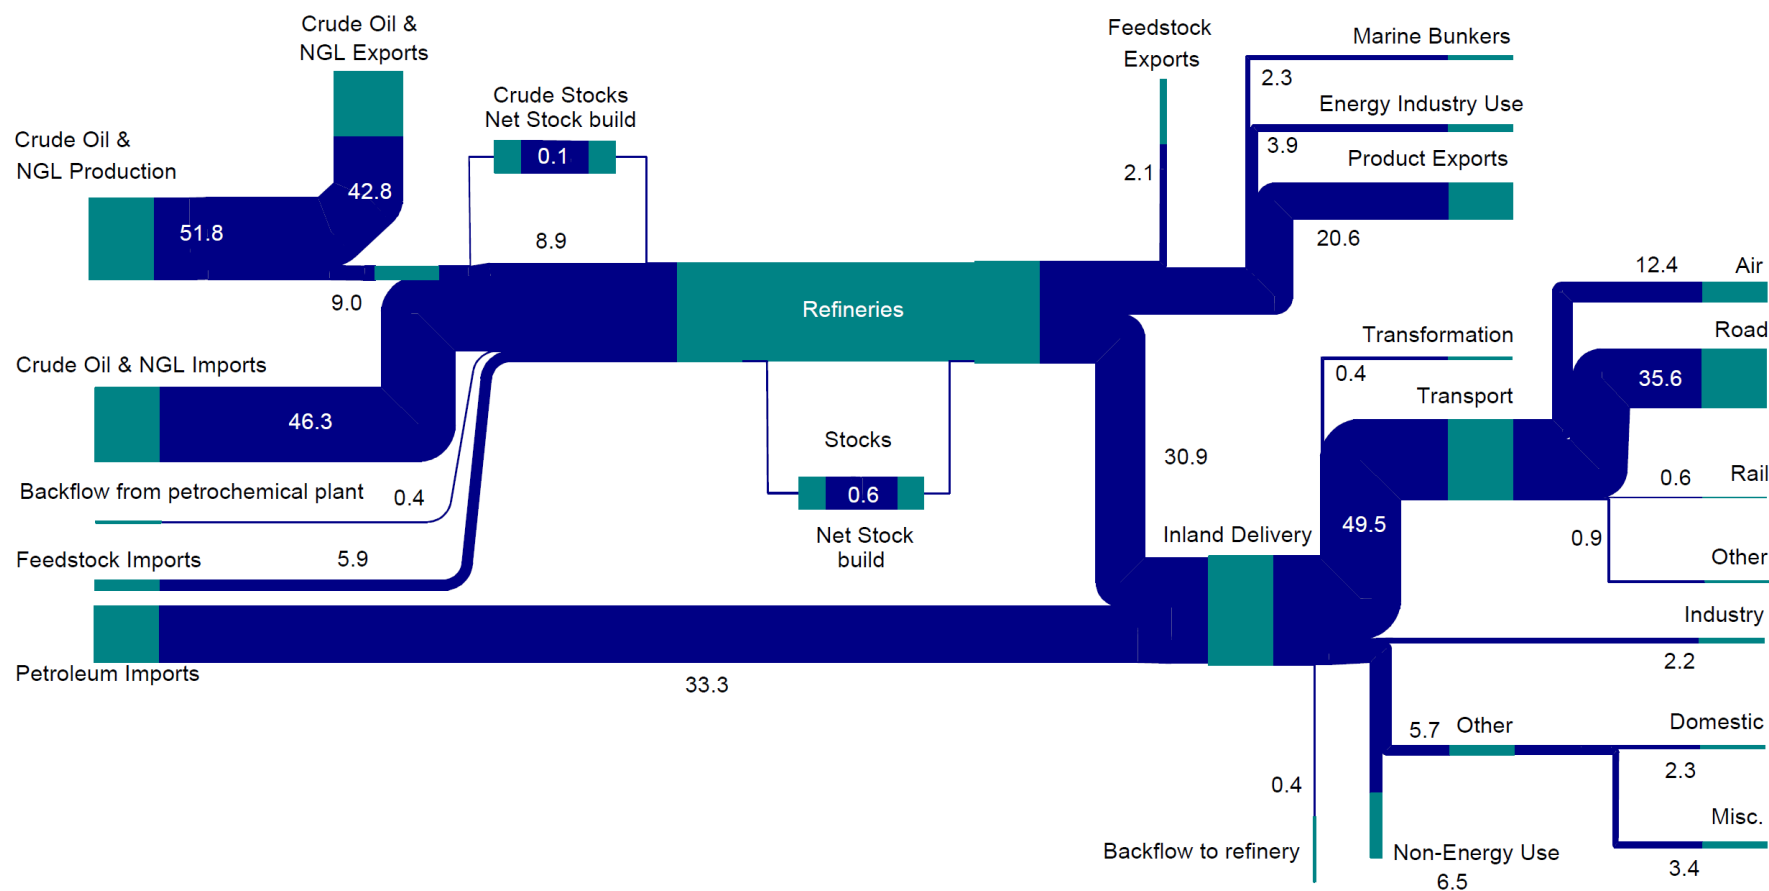 Crude Oil &
NGL Exports
Crude Oil &
NGL Production
51.8
42.8
9.0
Crude Stocks
Net Stock build
0.1
8.9
Crude Oil & NGL Imports
46.3
Backflow from petrochemical plant
0.4
Feedstock Imports
5.9
Petroleum Imports
33.3
Refineries
Stocks
0.6
Net Stock
build
Feedstock
Exports
2.1
Marine Bunkers
2.3
Energy Industry Use
3.9
Product Exports
20.6
30.9
Inland Delivery
Transformation
0.4
Transport
49.5
12.4
Air
Road
35.6
0.6
Rail
0.9
Other
Industry
2.2
5.7
Other
Domestic
2.3
Misc.
3.4
0.4
Backflow to refinery
Non-Energy Use
6.5